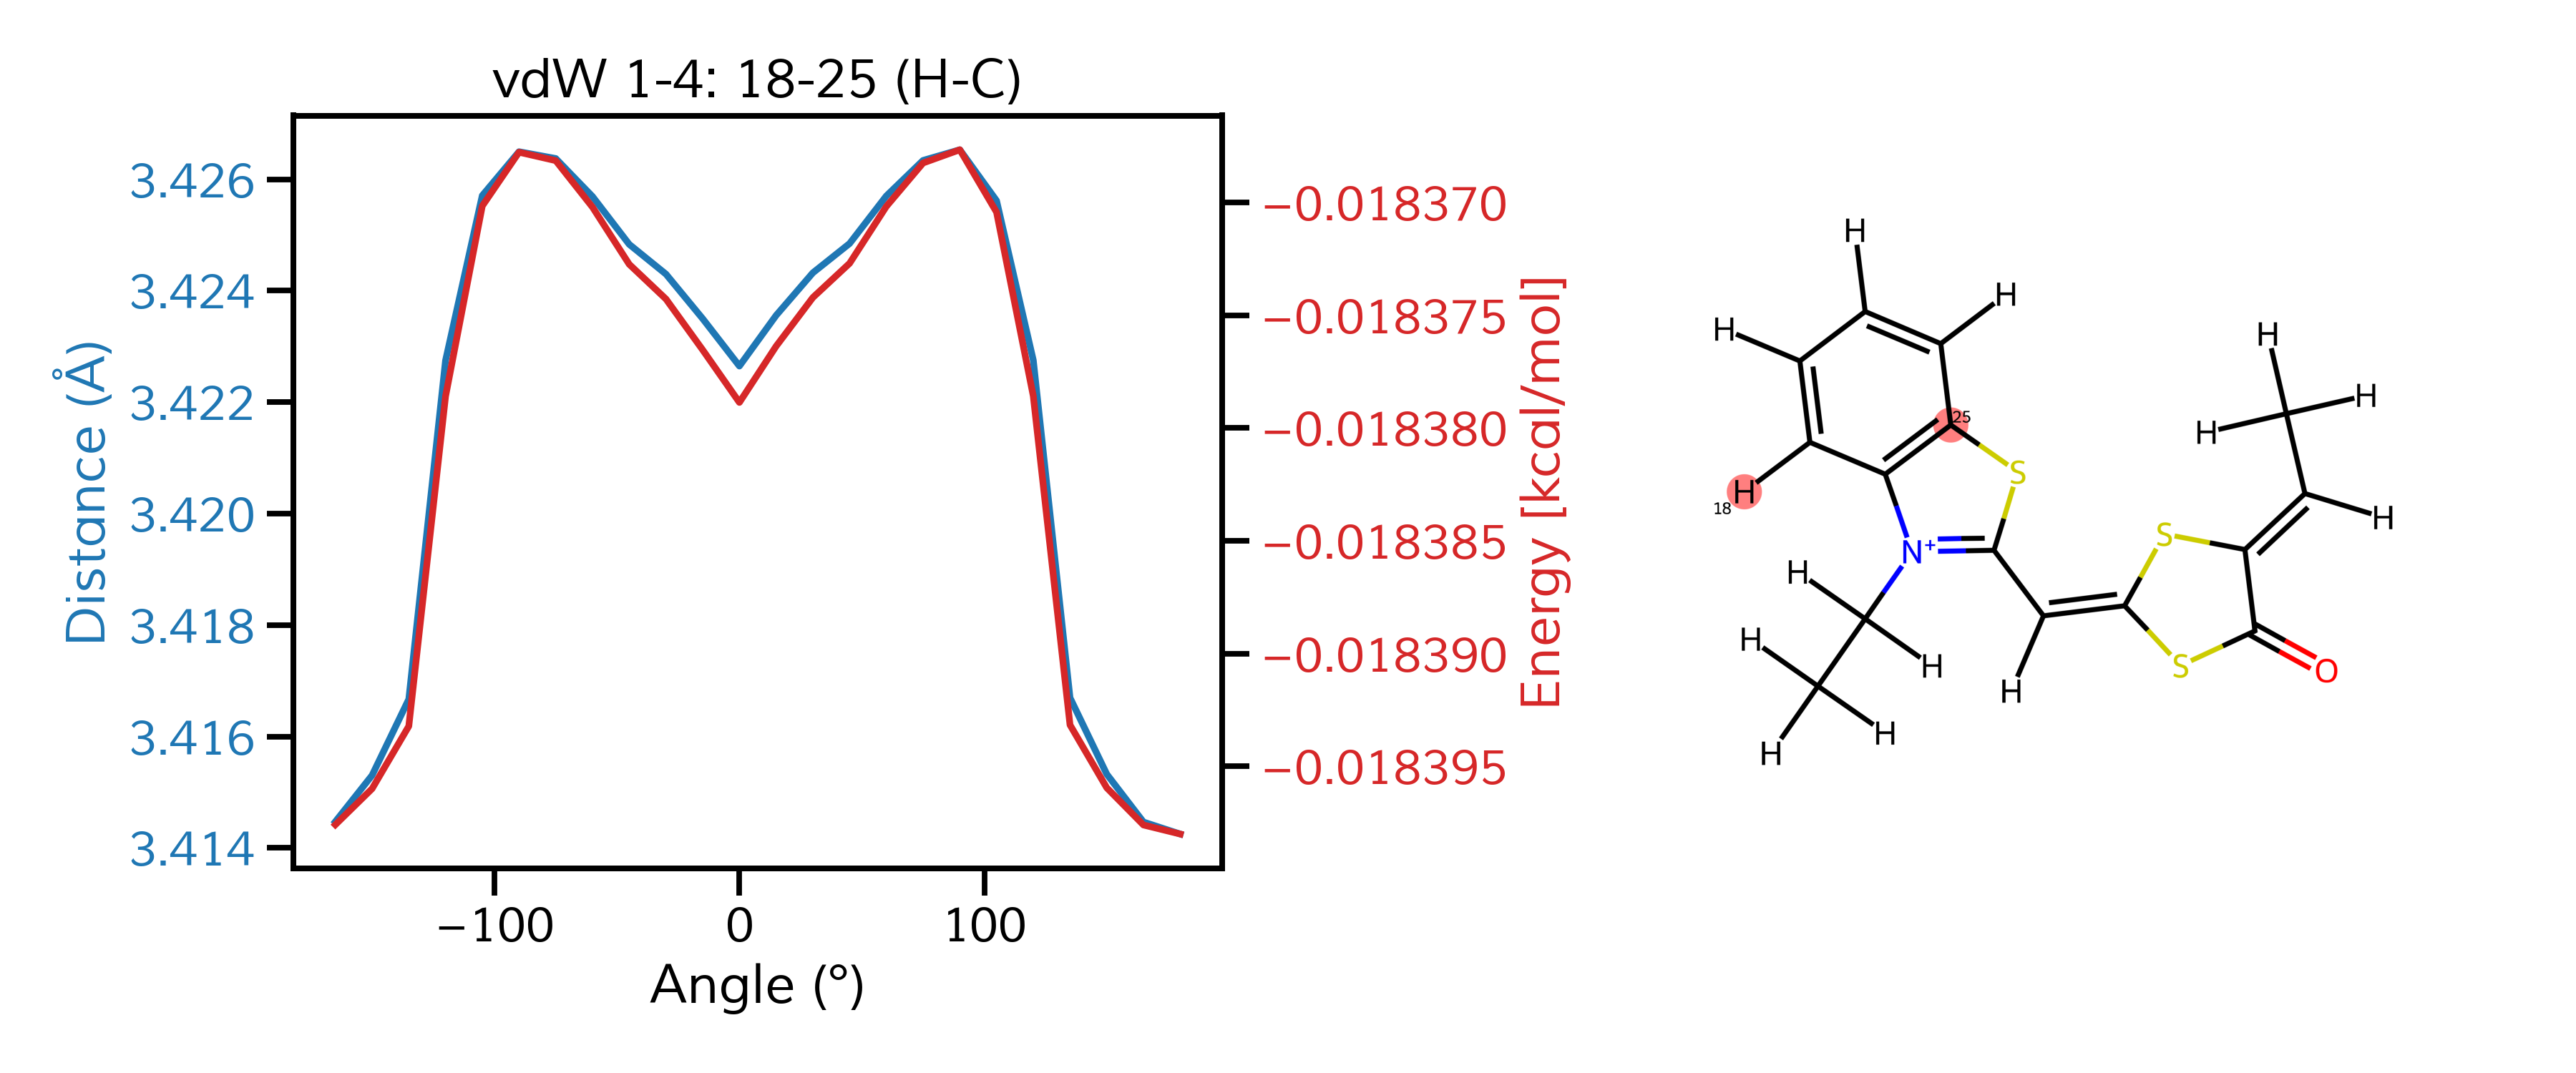 vdW 1-4: 18-25 (H-C)
Distance (Å)
3.426
3.424
3.422
3.420
3.418
3.416
3.414
−100
0
100
Angle (°)
−0.018370
−0.018375
−0.018380
−0.018385
−0.018390
−0.018395
Energy [kcal/mol]
H
H
H
H
H
25
H
H
S
H
18
H
S
N+
H
H
H
S
O
H
H
H